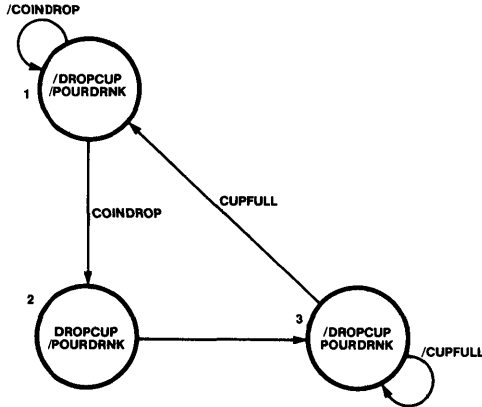 /COINDROP
/DROPCUP
/POURDRNK
1
CUPFULL
COINDROP
2
DROPCUP
/POURDRNK
3
/DROPCUP
POURDRNK
/CUPFULL